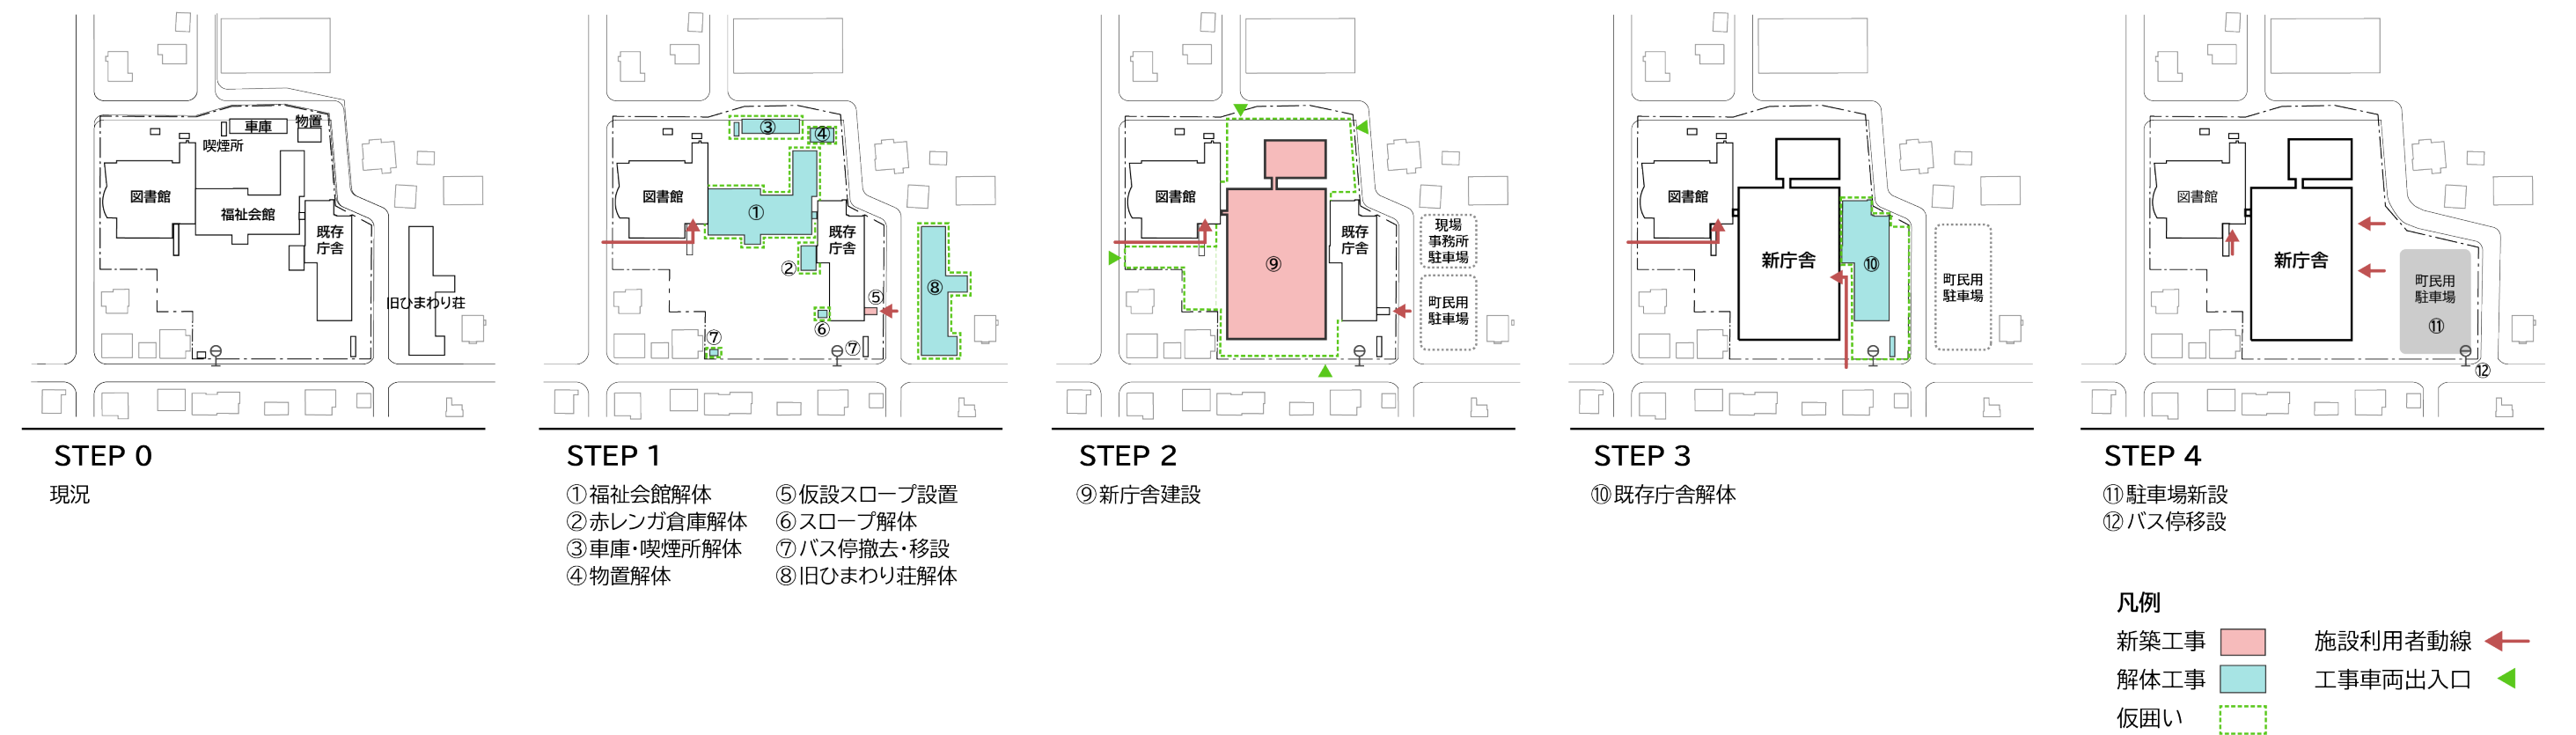 車庫
物置
喫煙所
図書館
福祉会館
既存
庁舎
旧ひまわり荘
STEP 0
現況
③
④
図書館
①
既存
庁舎
②
⑧
⑤
⑥
⑦
⑦
STEP 1
①福祉会館解体
②赤レンガ倉庫解体
③車庫・喫煙所解体
④物置解体
⑤仮設スロープ設置
⑥スロープ解体
⑦バス停撤去・移設
⑧旧ひまわり荘解体
図書館
既存
庁舎
⑨
現場
事務所
駐車場
町民用
駐車場
STEP 2
⑨新庁舎建設
図書館
新庁舎
⑩
町民用
駐車場
STEP 3
⑩既存庁舎解体
図書館
新庁舎
町民用
駐車場
⑪
⑫
STEP 4
⑪駐車場新設
⑫バス停移設
凡例
新築工事
解体工事
仮囲い
施設利用者動線
工事車両出入口